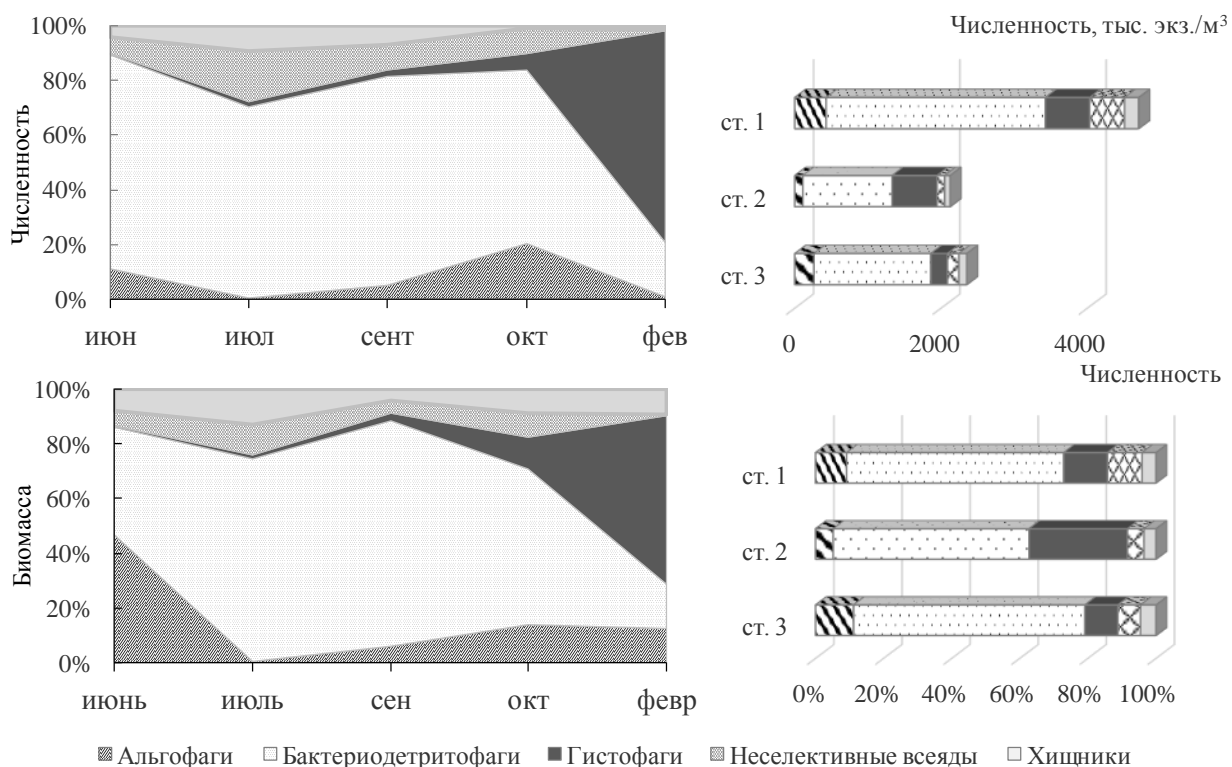 Численность
100%
80%
60%
40%
20%
0%
июн июл сент окт фев
Численность, тыс. экз./м³
ст. 1
ст. 2
ст. 3
0 2000 4000
Биомасса
100%
80%
60%
40%
20%
0%
июнь июль сен окт февр
Численность
ст. 1
ст. 2
ст. 3
0% 20% 40% 60% 80% 100%
Альгофаги Бактериодетритофаги Гистофаги Неселективные всеяды Хищники